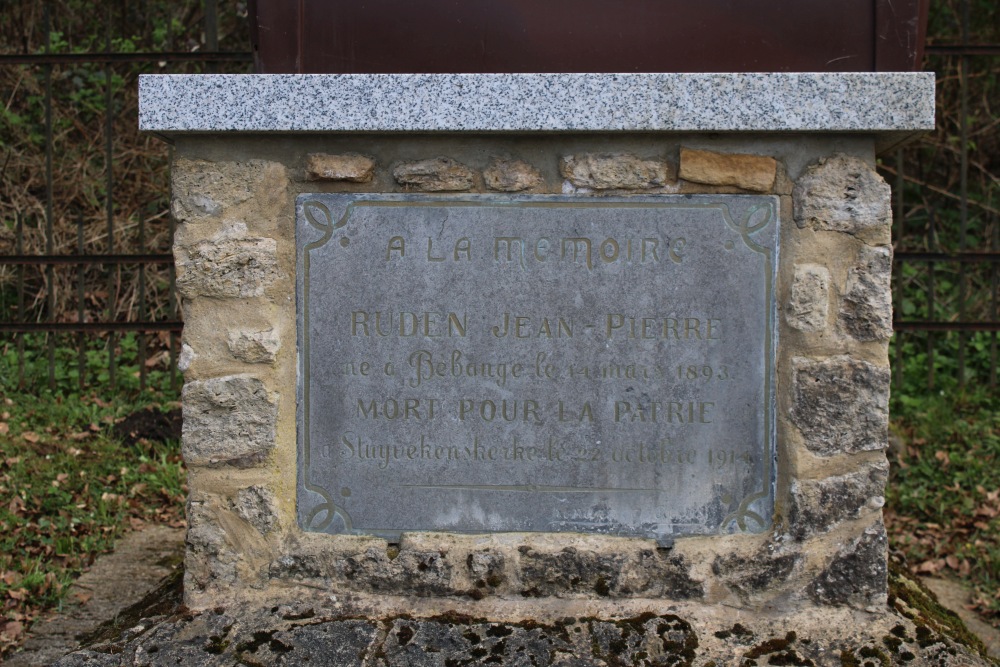 A LA MEMOIRE
RUDEN JEAN-PIERRE
né à Bébange le 14 mars 1893
MORT POUR LA PATRIE
à Stuyvekenskerke le 22 octobre 1914